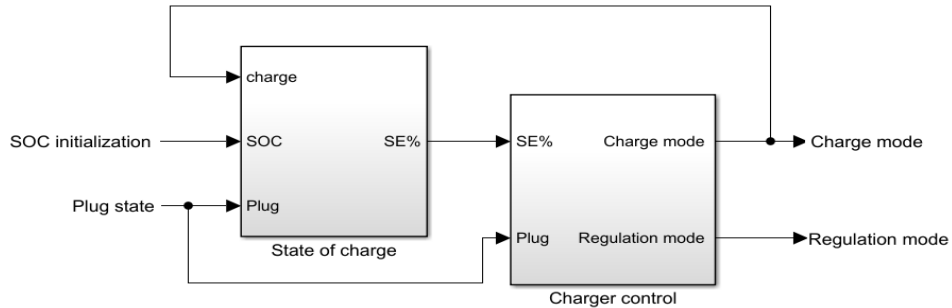 charge
SOC initialization
SOC
SE%
SE%
Charge mode
Charge mode
Plug state
Plug
State of charge
Plug
Regulation mode
Regulation mode
Charger control